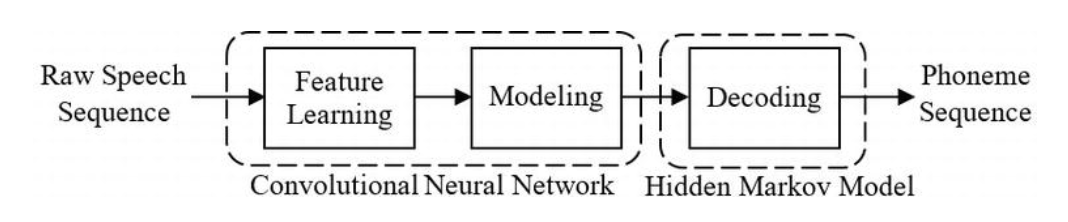 Raw Speech
Sequence
Feature
Learning
Modeling
Decoding
Phoneme
Sequence
Convolutional Neural Network
Hidden Markov Model